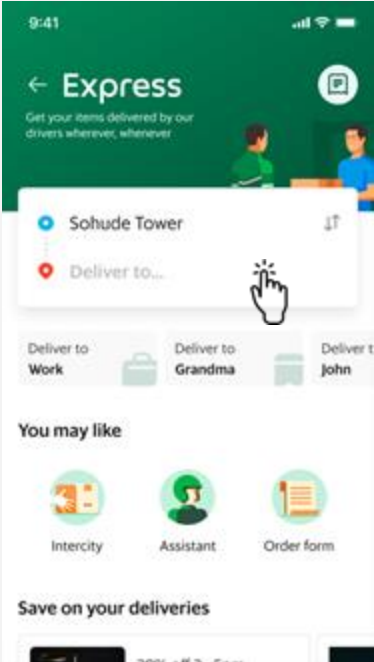 9:41
Express
Get your items delivered by our
drivers wherever, whenever
Sohude Tower
Deliver to...
Deliver to
Work
Deliver to
Grandma
Deliver t
John
You may like
Intercity
Assistant
Order form
Save on your deliveries